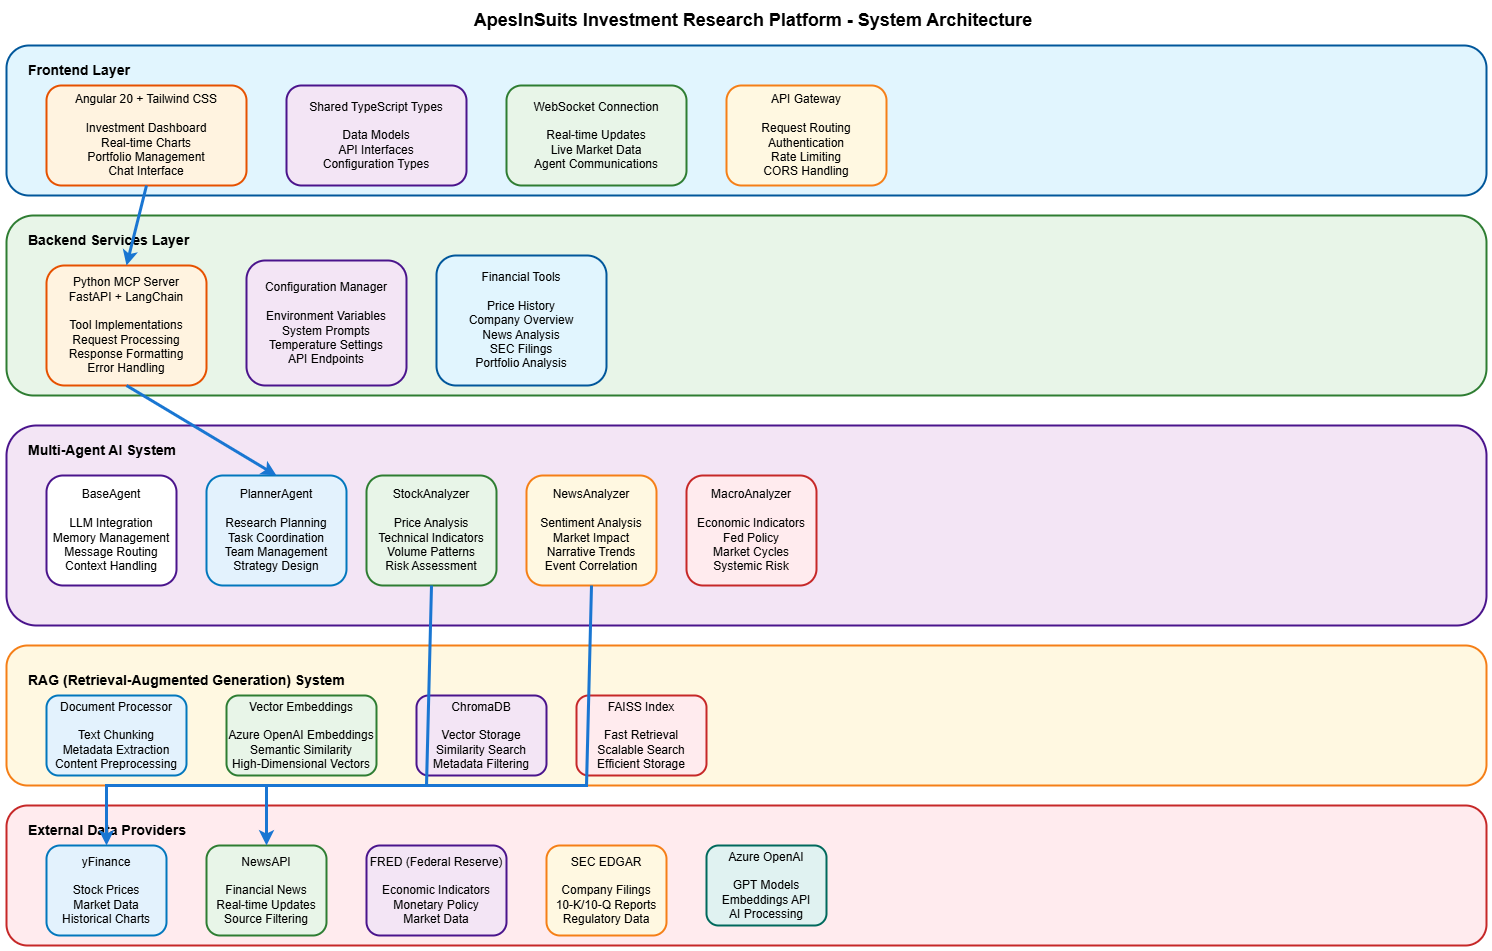 ApesInSuits Investment Research Platform - System Architecture
Frontend Layer
Angular 20 + Tailwind CSS
Investment Dashboard
Real-time Charts
Portfolio Management
Chat Interface
Shared TypeScript Types
Data Models
API Interfaces
Configuration Types
WebSocket Connection
Real-time Updates
Live Market Data
Agent Communications
API Gateway
Request Routing
Authentication
Rate Limiting
CORS Handling
Backend Services Layer
Python MCP Server
FastAPI + LangChain
Tool Implementations
Request Processing
Response Formatting
Error Handling
Configuration Manager
Environment Variables
System Prompts
Temperature Settings
API Endpoints
Financial Tools
Price History
Company Overview
News Analysis
SEC Filings
Portfolio Analysis
Multi-Agent AI System
BaseAgent
LLM Integration
Memory Management
Message Routing
Context Handling
PlannerAgent
Research Planning
Task Coordination
Team Management
Strategy Design
StockAnalyzer
Price Analysis
Technical Indicators
Volume Patterns
Risk Assessment
NewsAnalyzer
Sentiment Analysis
Market Impact
Narrative Trends
Event Correlation
MacroAnalyzer
Economic Indicators
Fed Policy
Market Cycles
Systemic Risk
RAG (Retrieval-Augmented Generation) System
Document Processor
Text Chunking
Metadata Extraction
Content Preprocessing
Vector Embeddings
Azure OpenAI Embeddings
Semantic Similarity
High-Dimensional Vectors
ChromaDB
Vector Storage
Similarity Search
Metadata Filtering
FAISS Index
Fast Retrieval
Scalable Search
Efficient Storage
External Data Providers
yFinance
Stock Prices
Market Data
Historical Charts
NewsAPI
Financial News
Real-time Updates
Source Filtering
FRED (Federal Reserve)
Economic Indicators
Monetary Policy
Market Data
SEC EDGAR
Company Filings
10-K/10-Q Reports
Regulatory Data
Azure OpenAI
GPT Models
Embeddings API
AI Processing